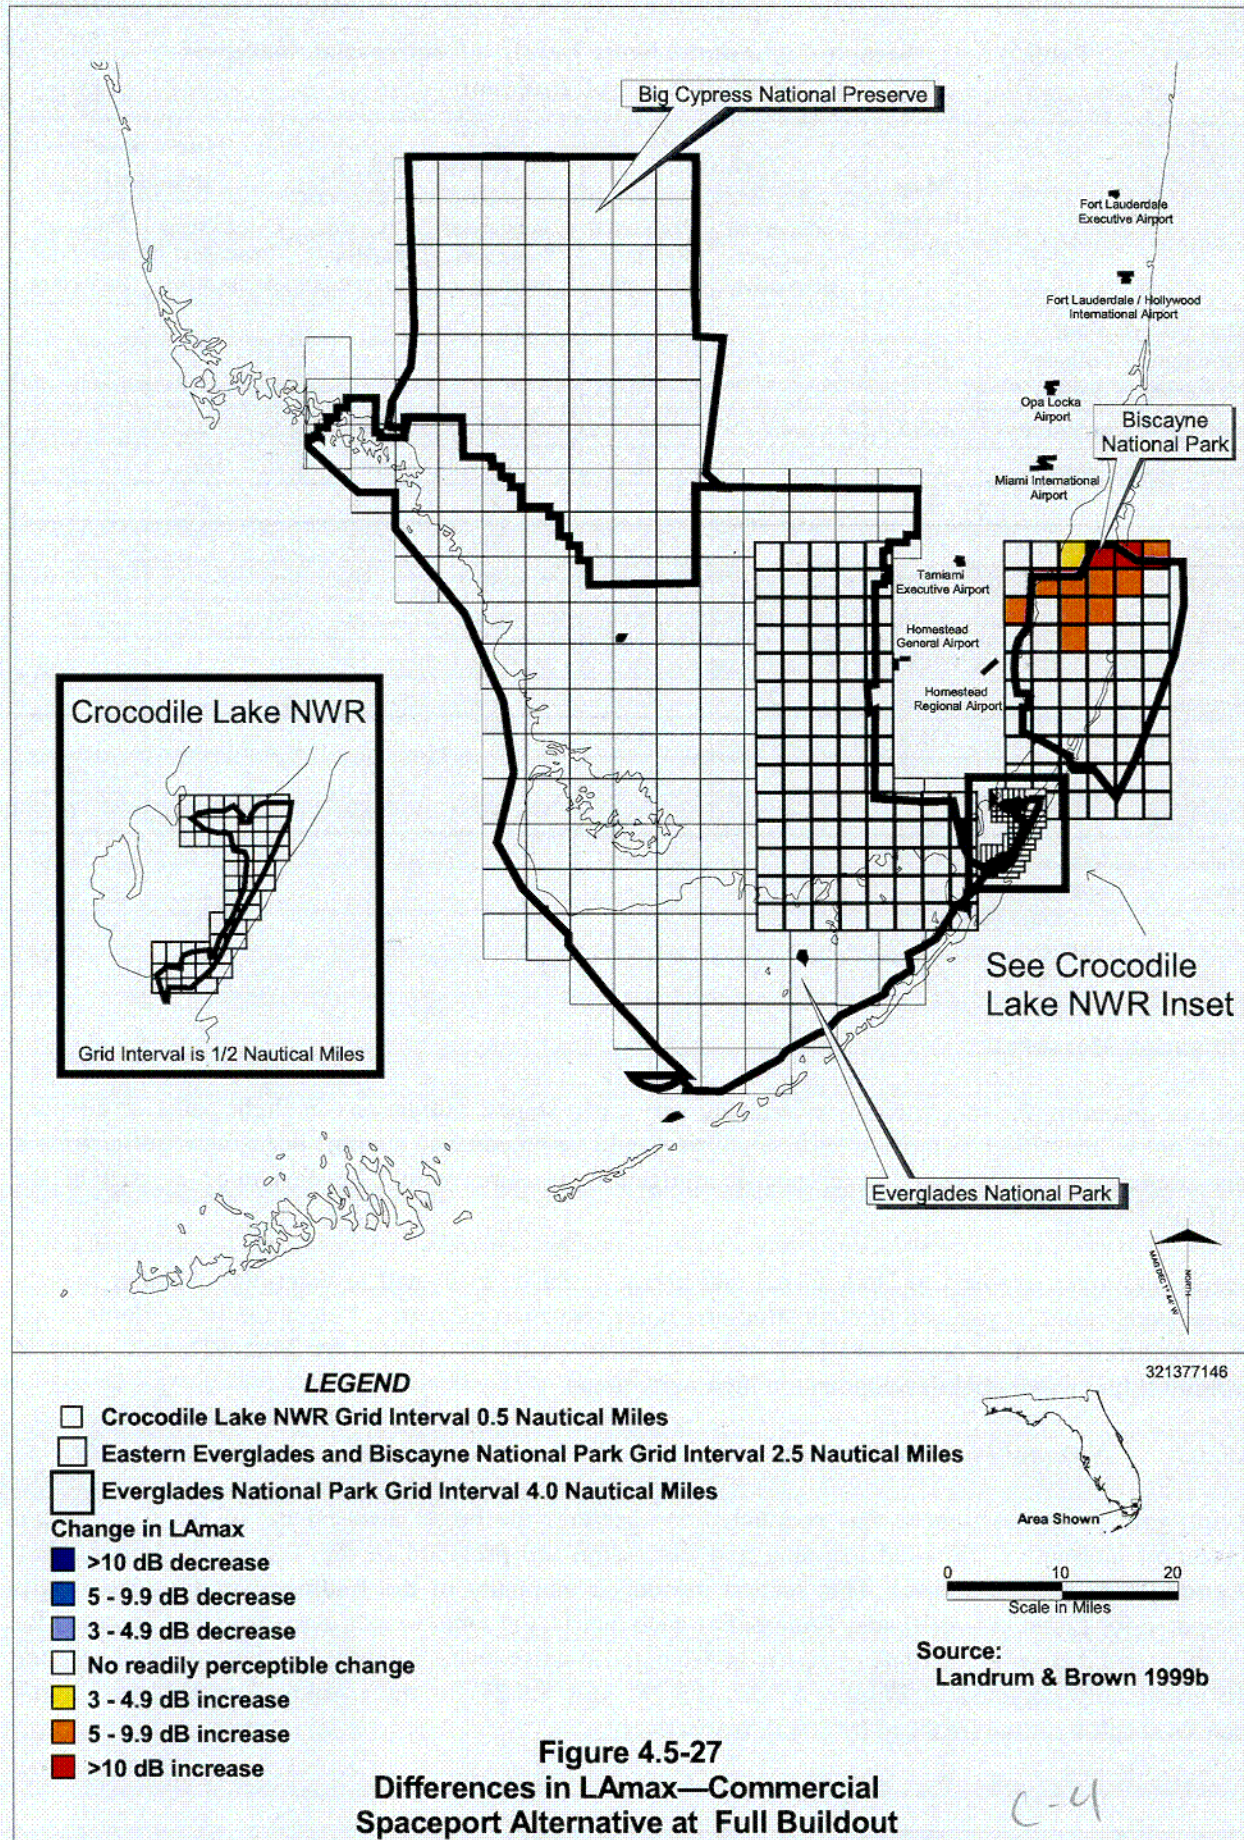 Big Cypress National Preserve
Fort Lauderdale
Executive Airport
Fort Lauderdale / Hollywood
International Airport
Opa Locka
Airport
Biscayne
National Park
Miami International
Airport
Tamiami
Executive Airport
Homestead
General Airport
Homestead
Regional Airport
Crocodile Lake NWR
Grid Interval is 1/2 Nautical Miles
See Crocodile
Lake NWR Inset
Everglades National Park
MAG DEC 1° 44' W
NORTH
321377146
LEGEND
Crocodile Lake NWR Grid Interval 0.5 Nautical Miles
Eastern Everglades and Biscayne National Park Grid Interval 2.5 Nautical Miles
Everglades National Park Grid Interval 4.0 Nautical Miles
Change in LAmax
>10 dB decrease
5 - 9.9 dB decrease
3 - 4.9 dB decrease
No readily perceptible change
3 - 4.9 dB increase
5 - 9.9 dB increase
>10 dB increase
Area Shown
0 10 20
Scale in Miles
Source:
Landrum & Brown 1999b
Figure 4.5-27
Differences in LAmax—Commercial
Spaceport Alternative at Full Buildout
C-4